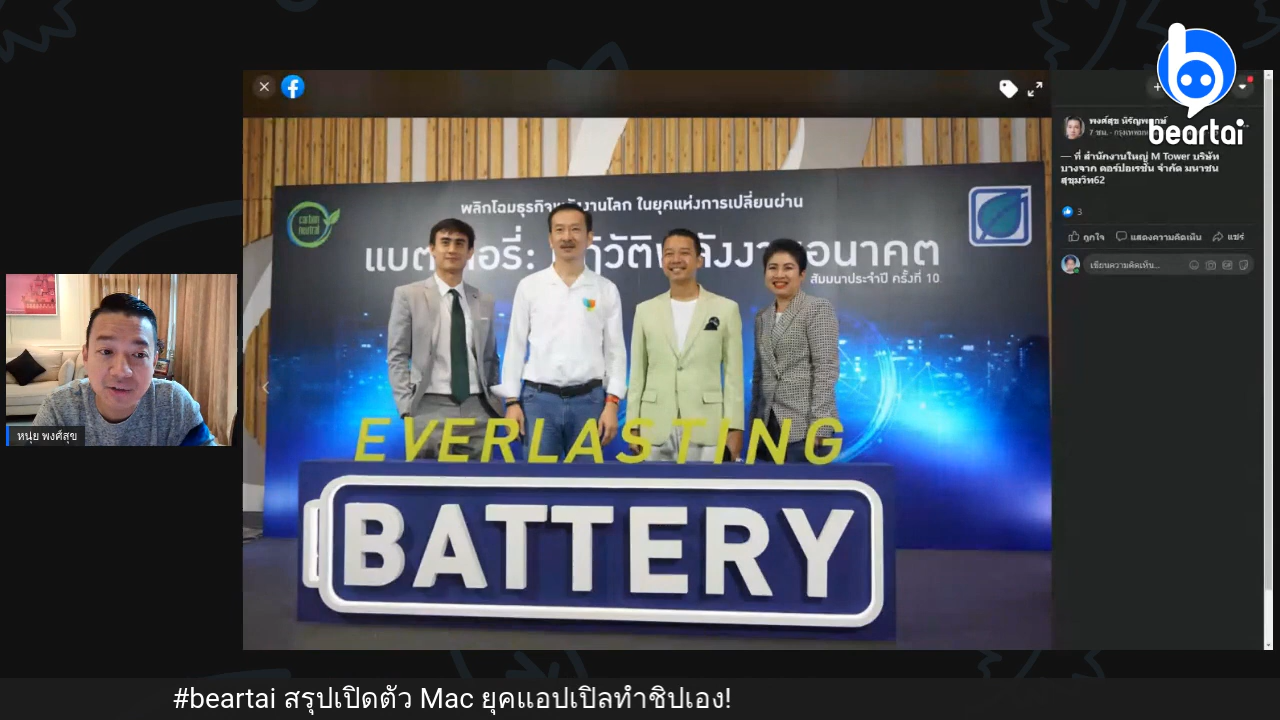 beartai
carbon
neutral
พลิกโฉมธุรกิจพลังงานโลก ในยุคแห่งการเปลี่ยนผ่าน
สัมมนาประจำปี ครั้งที่ 10
EVERLASTING
BATTERY
พงศ์สุข
7 ชม.
— ที่ สำนักงานใหญ่ M Tower บริษัท
บางจาก คอร์ปอเรชั่น จำกัด มหาชน
สุขุมวิท62
3
ถูกใจ แสดงความคิดเห็น แชร์
เขียนความคิดเห็น...
หนุ่ย พงศ์สุข
#beartai สรุปเปิดตัว Mac ยุคแอปเปิลทำชิปเอง!